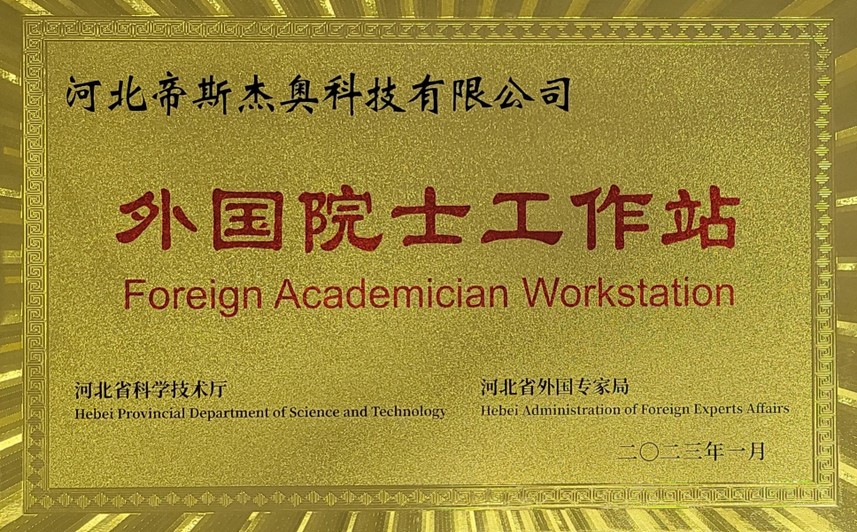 河北帝斯杰奥科技有限公司
外国院士工作站
Foreign Academician Workstation
河北省科学技术厅
Hebei Provincial Department of Science and Technology
河北省外国专家局
Hebei Administration of Foreign Experts Affairs
二〇二三年一月